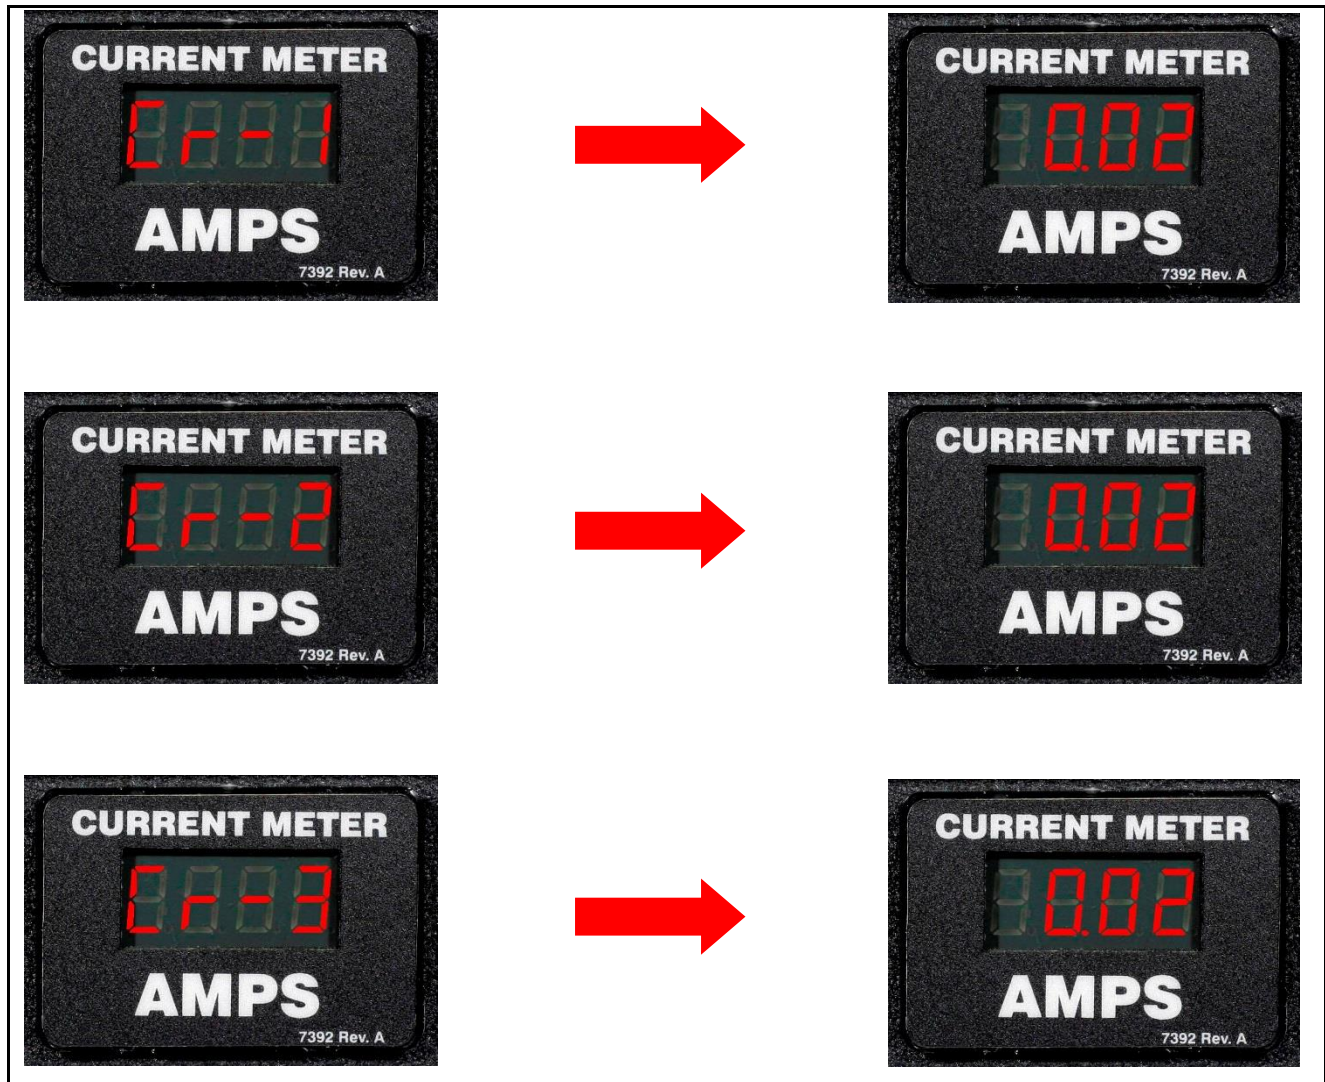 CURRENT METER
Cr-1
AMPS
7392 Rev. A
CURRENT METER
0.02
AMPS
7392 Rev. A
CURRENT METER
Cr-2
AMPS
7392 Rev. A
CURRENT METER
0.02
AMPS
7392 Rev. A
CURRENT METER
Cr-3
AMPS
7392 Rev. A
CURRENT METER
0.02
AMPS
7392 Rev. A